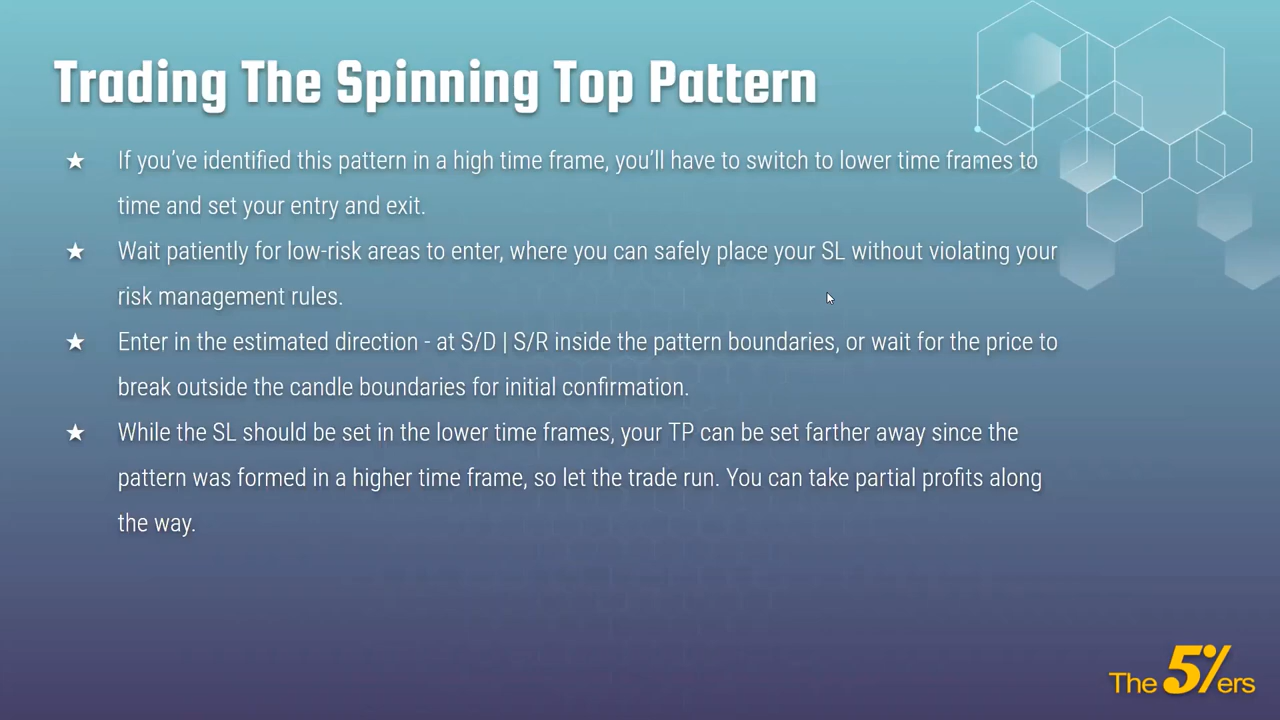 Trading The Spinning Top Pattern
★ If you’ve identified this pattern in a high time frame, you’ll have to switch to lower time frames to
time and set your entry and exit.
★ Wait patiently for low-risk areas to enter, where you can safely place your SL without violating your
risk management rules.
★ Enter in the estimated direction - at S/D | S/R inside the pattern boundaries, or wait for the price to
break outside the candle boundaries for initial confirmation.
★ While the SL should be set in the lower time frames, your TP can be set farther away since the
pattern was formed in a higher time frame, so let the trade run. You can take partial profits along
the way.
The 5%ers